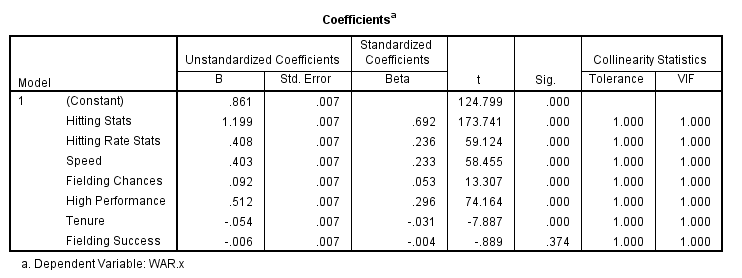 Coefficients^a
Model Unstandardized Coefficients Standardized Coefficients t Sig. Collinearity Statistics
B Std. Error Beta Tolerance VIF
1 (Constant) .861 .007 124.799 .000
Hitting Stats 1.199 .007 .692 173.741 .000 1.000 1.000
Hitting Rate Stats .408 .007 .236 59.124 .000 1.000 1.000
Speed .403 .007 .233 58.455 .000 1.000 1.000
Fielding Chances .092 .007 .053 13.307 .000 1.000 1.000
High Performance .512 .007 .296 74.164 .000 1.000 1.000
Tenure -.054 .007 -.031 -7.887 .000 1.000 1.000
Fielding Success -.006 .007 -.004 -.889 .374 1.000 1.000
a. Dependent Variable: WAR.x